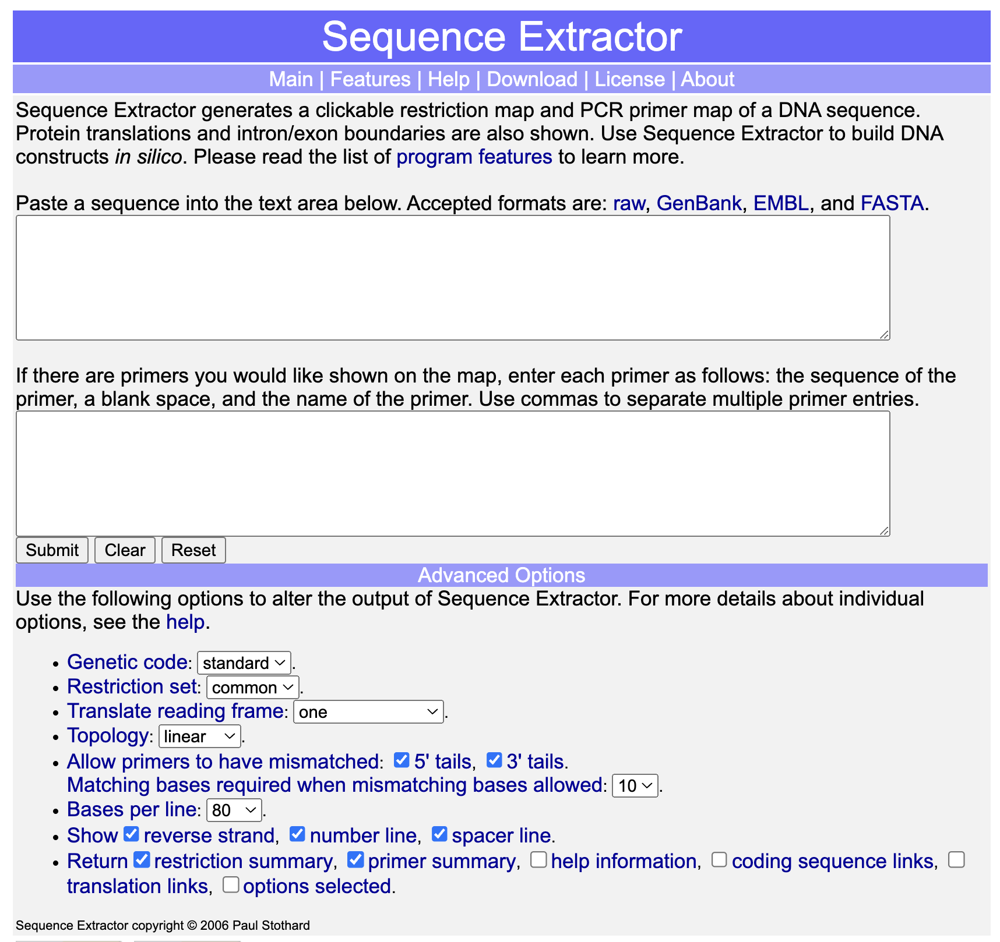 Sequence Extractor
Main | Features | Help | Download | License | About
Sequence Extractor generates a clickable restriction map and PCR primer map of a DNA sequence.
Protein translations and intron/exon boundaries are also shown. Use Sequence Extractor to build DNA
constructs in silico. Please read the list of program features to learn more.
Paste a sequence into the text area below. Accepted formats are: raw, GenBank, EMBL, and FASTA.
If there are primers you would like shown on the map, enter each primer as follows: the sequence of the
primer, a blank space, and the name of the primer. Use commas to separate multiple primer entries.
Submit Clear Reset
Advanced Options
Use the following options to alter the output of Sequence Extractor. For more details about individual
options, see the help.
• Genetic code: standard.
• Restriction set: common.
• Translate reading frame: one.
• Topology: linear.
• Allow primers to have mismatched: 5' tails, 3' tails.
Matching bases required when mismatching bases allowed: 10.
• Bases per line: 80.
• Show reverse strand, number line, spacer line.
• Return restriction summary, primer summary, help information, coding sequence links,
translation links, options selected.
Sequence Extractor copyright © 2006 Paul Stothard